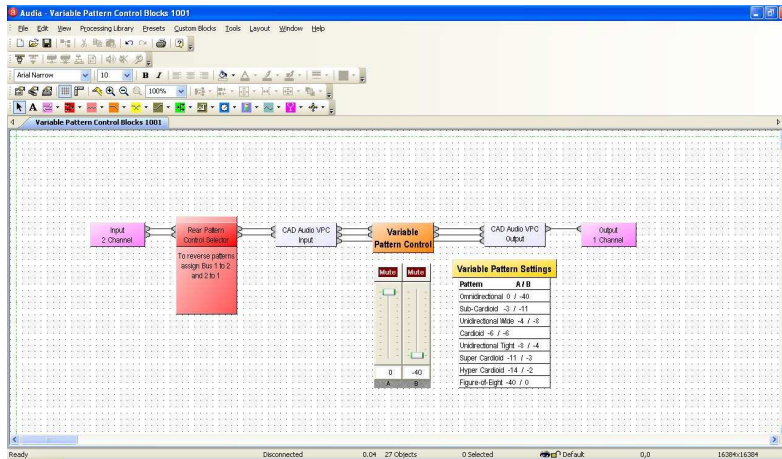 Audia - Variable Pattern Control Blocks 1001
File Edit View Processing Library Presets Custom Blocks Tools Layout Window Help
Arial Narrow 10 B I
100%
A
Variable Pattern Control Blocks 1001
Input
2 Channel
Rear Pattern
Control Selector
To reverse patterns
assign Bus 1 to 2
and 2 to 1
CAD Audio VPC
Input
Variable
Pattern Control
CAD Audio VPC
Output
Output
1 Channel
Mute Mute
0 -40
A B
Variable Pattern Settings
Pattern A / B
Omnidirectional 0 / -40
Sub-Cardioid -3 / -11
Unidirectional Wide -4 / -8
Cardioid -6 / -6
Unidirectional Tight -8 / -4
Super Cardioid -11 / -3
Hyper Cardioid -14 / -2
Figure-of-Eight -40 / 0
Ready Disconnected 0.04 27 Objects 0 Selected Default 0,0 16384x16384